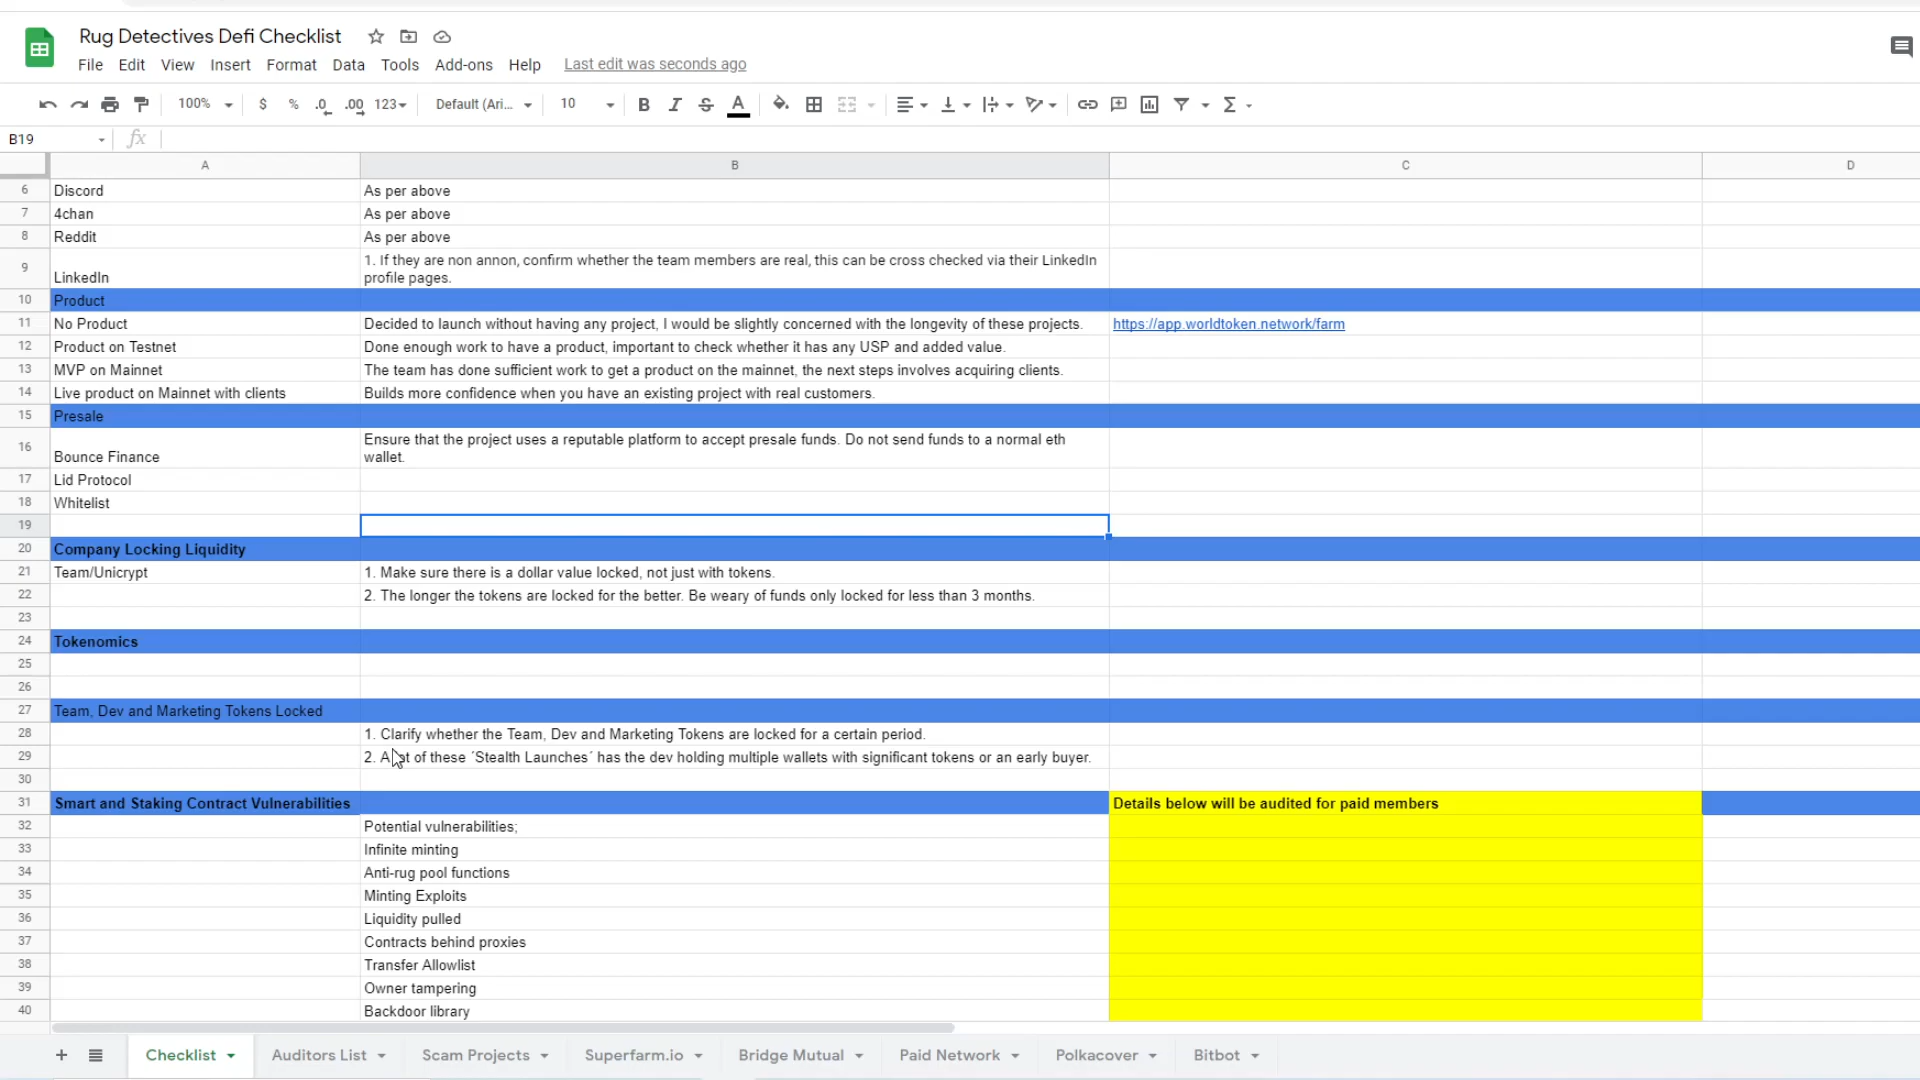 Rug Detectives Defi Checklist
File Edit View Insert Format Data Tools Add-ons Help Last edit was seconds ago
100% $ % .0 .00 123 Default (Ari... 10 B I S A
B19 fx
A B C D
6 Discord As per above
7 4chan As per above
8 Reddit As per above
9 LinkedIn 1. If they are non annon, confirm whether the team members are real, this can be cross checked via their LinkedIn
profile pages.
10 Product
11 No Product Decided to launch without having any project, I would be slightly concerned with the longevity of these projects. https://app.worldtoken.network/farm
12 Product on Testnet Done enough work to have a product, important to check whether it has any USP and added value.
13 MVP on Mainnet The team has done sufficient work to get a product on the mainnet, the next steps involves acquiring clients.
14 Live product on Mainnet with clients Builds more confidence when you have an existing project with real customers.
15 Presale
16 Bounce Finance Ensure that the project uses a reputable platform to accept presale funds. Do not send funds to a normal eth
wallet.
17 Lid Protocol
18 Whitelist
19
20 Company Locking Liquidity
21 Team/Unicrypt 1. Make sure there is a dollar value locked, not just with tokens.
22 2. The longer the tokens are locked for the better. Be weary of funds only locked for less than 3 months.
23
24 Tokenomics
25
26
27 Team, Dev and Marketing Tokens Locked
28 1. Clarify whether the Team, Dev and Marketing Tokens are locked for a certain period.
29 2. A lot of these ´Stealth Launches´ has the dev holding multiple wallets with significant tokens or an early buyer.
30
31 Smart and Staking Contract Vulnerabilities Details below will be audited for paid members
32 Potential vulnerabilities;
33 Infinite minting
34 Anti-rug pool functions
35 Minting Exploits
36 Liquidity pulled
37 Contracts behind proxies
38 Transfer Allowlist
39 Owner tampering
40 Backdoor library
Checklist Auditors List Scam Projects Superfarm.io Bridge Mutual Paid Network Polkacover Bitbot